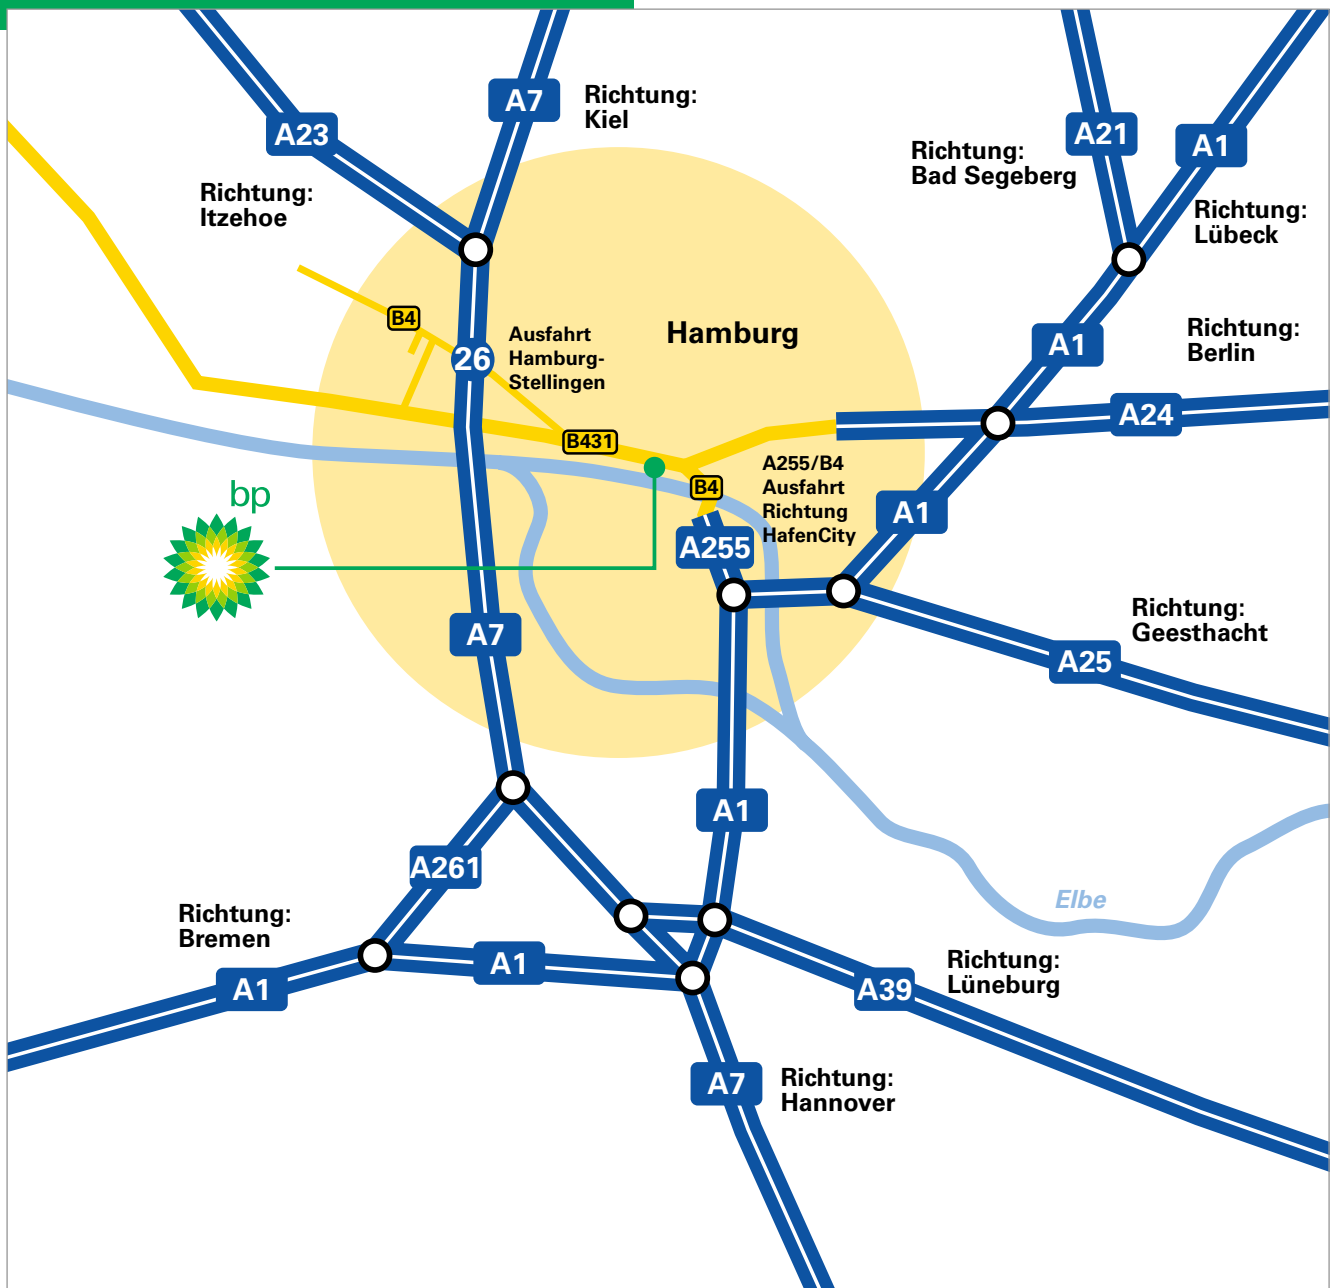 A7
Richtung:
Kiel
A23
A21
A1
Richtung:
Bad Segeberg
Richtung:
Itzehoe
Richtung:
Lübeck
B4
Ausfahrt
Hamburg-
Stellingen
26
Hamburg
A1
Richtung:
Berlin
A24
B431
A255/B4
Ausfahrt
Richtung
HafenCity
B4
bp
A1
A255
Richtung:
Geesthacht
A7
A25
A1
A261
Elbe
Richtung:
Bremen
A1
A1
Richtung:
Lüneburg
A39
A7
Richtung:
Hannover